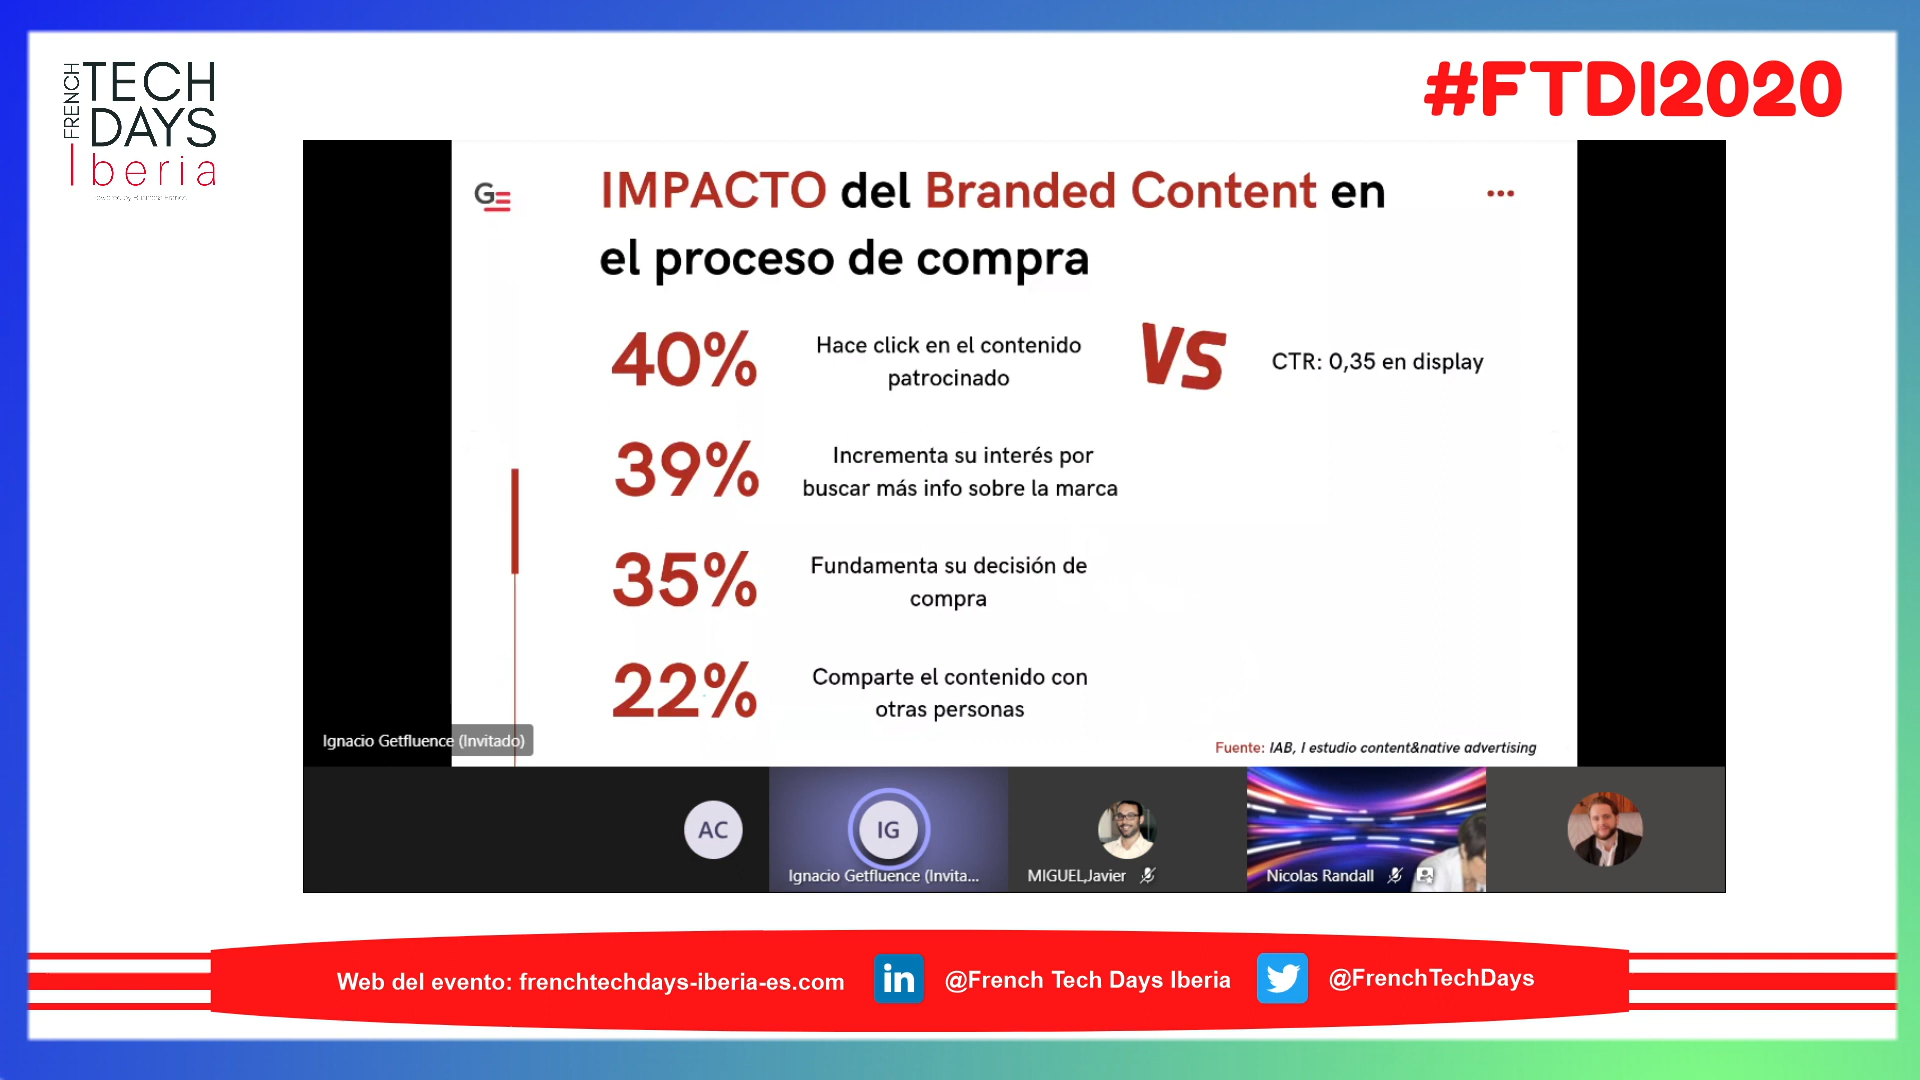 FRENCH
TECH
DAYS
Iberia
#FTDI2020
G
IMPACTO del Branded Content en
el proceso de compra
40%
Hace click en el contenido
patrocinado
VS
CTR: 0,35 en display
39%
Incrementa su interés por
buscar más info sobre la marca
35%
Fundamenta su decisión de
compra
22%
Comparte el contenido con
otras personas
Fuente: IAB, I estudio content&native advertising
Ignacio Getfluence (Invitado)
AC
IG
Ignacio Getfluence (Invita...
MIGUEL,Javier
Nicolas Randall
Web del evento: frenchtechdays-iberia-es.com
in
@French Tech Days Iberia
@FrenchTechDays